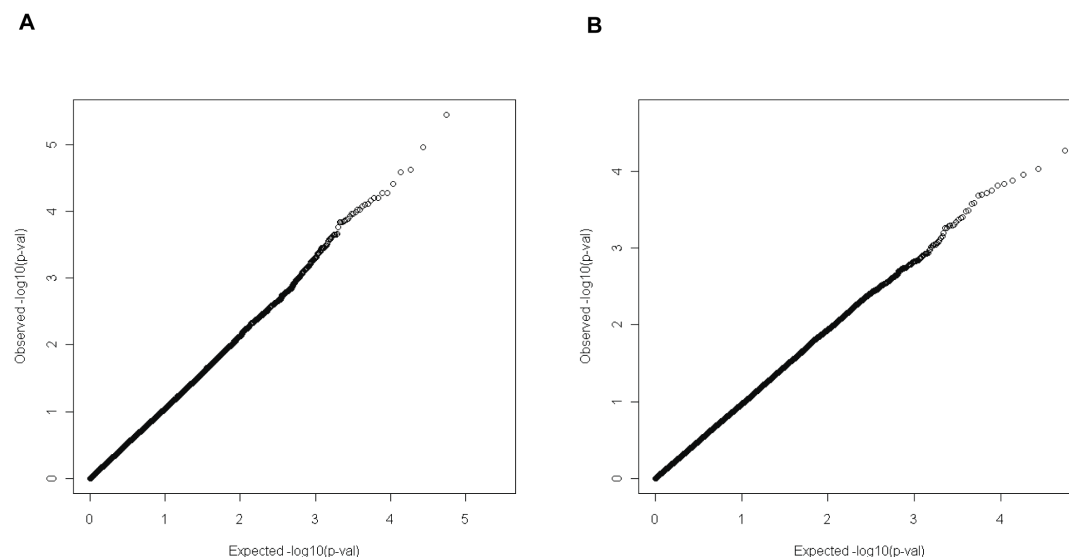 A
B
Observed -log10(p-val)
5
4
3
2
1
0
0 1 2 3 4 5
Expected -log10(p-val)
Observed -log10(p-val)
4
3
2
1
0
0 1 2 3 4
Expected -log10(p-val)